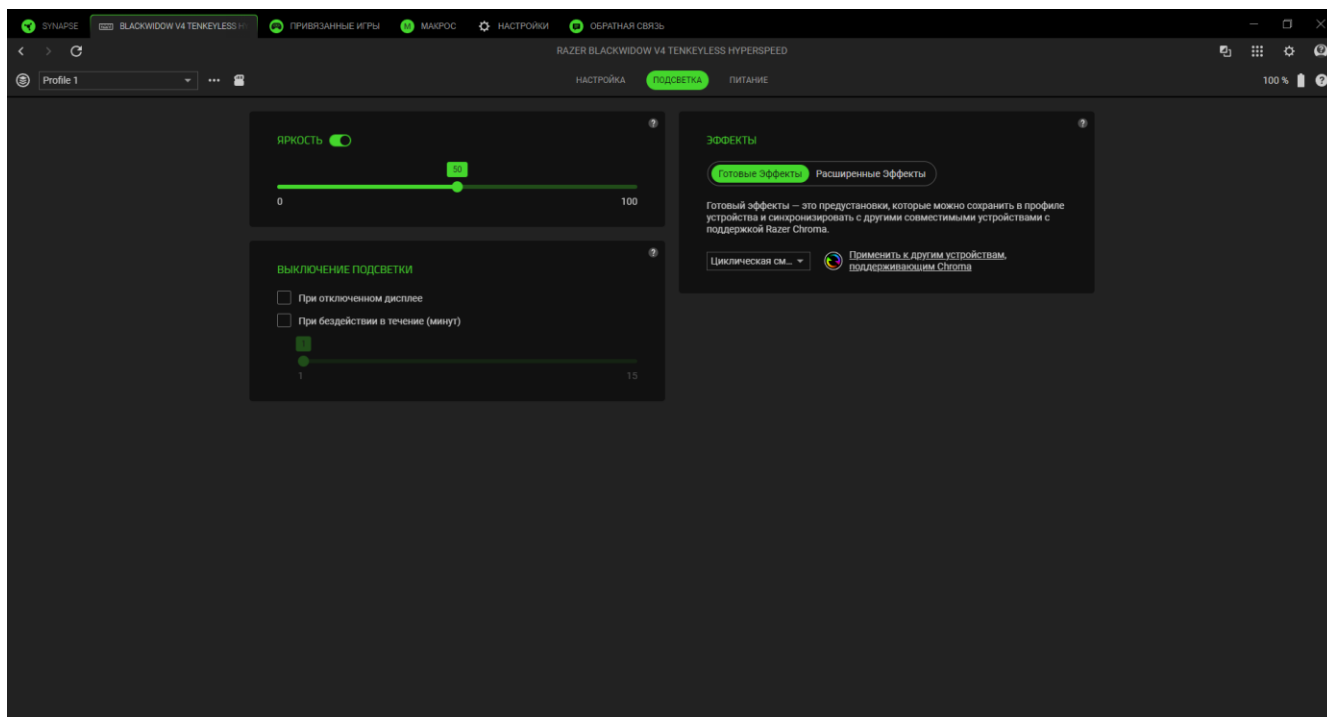 SYNAPSE
BLACKWIDOW V4 TENKEYLESS H
ПРИВЯЗАННЫЕ ИГРЫ
МАКРОС
НАСТРОЙКИ
ОБРАТНАЯ СВЯЗЬ
RAZER BLACKWIDOW V4 TENKEYLESS HYPERSPEED
Profile 1
НАСТРОЙКА
ПОДСВЕТКА
ПИТАНИЕ
100 %
ЯРКОСТЬ
50
0
100
ВЫКЛЮЧЕНИЕ ПОДСВЕТКИ
При отключенном дисплее
При бездействии в течение (минут)
1
1
15
ЭФФЕКТЫ
Готовые Эффекты
Расширенные Эффекты
Готовый эффекты — это предустановки, которые можно сохранить в профиле
устройства и синхронизировать с другими совместимыми устройствами с
поддержкой Razer Chroma.
Циклическая см...
Применить к другим устройствам,
поддерживающим Chroma